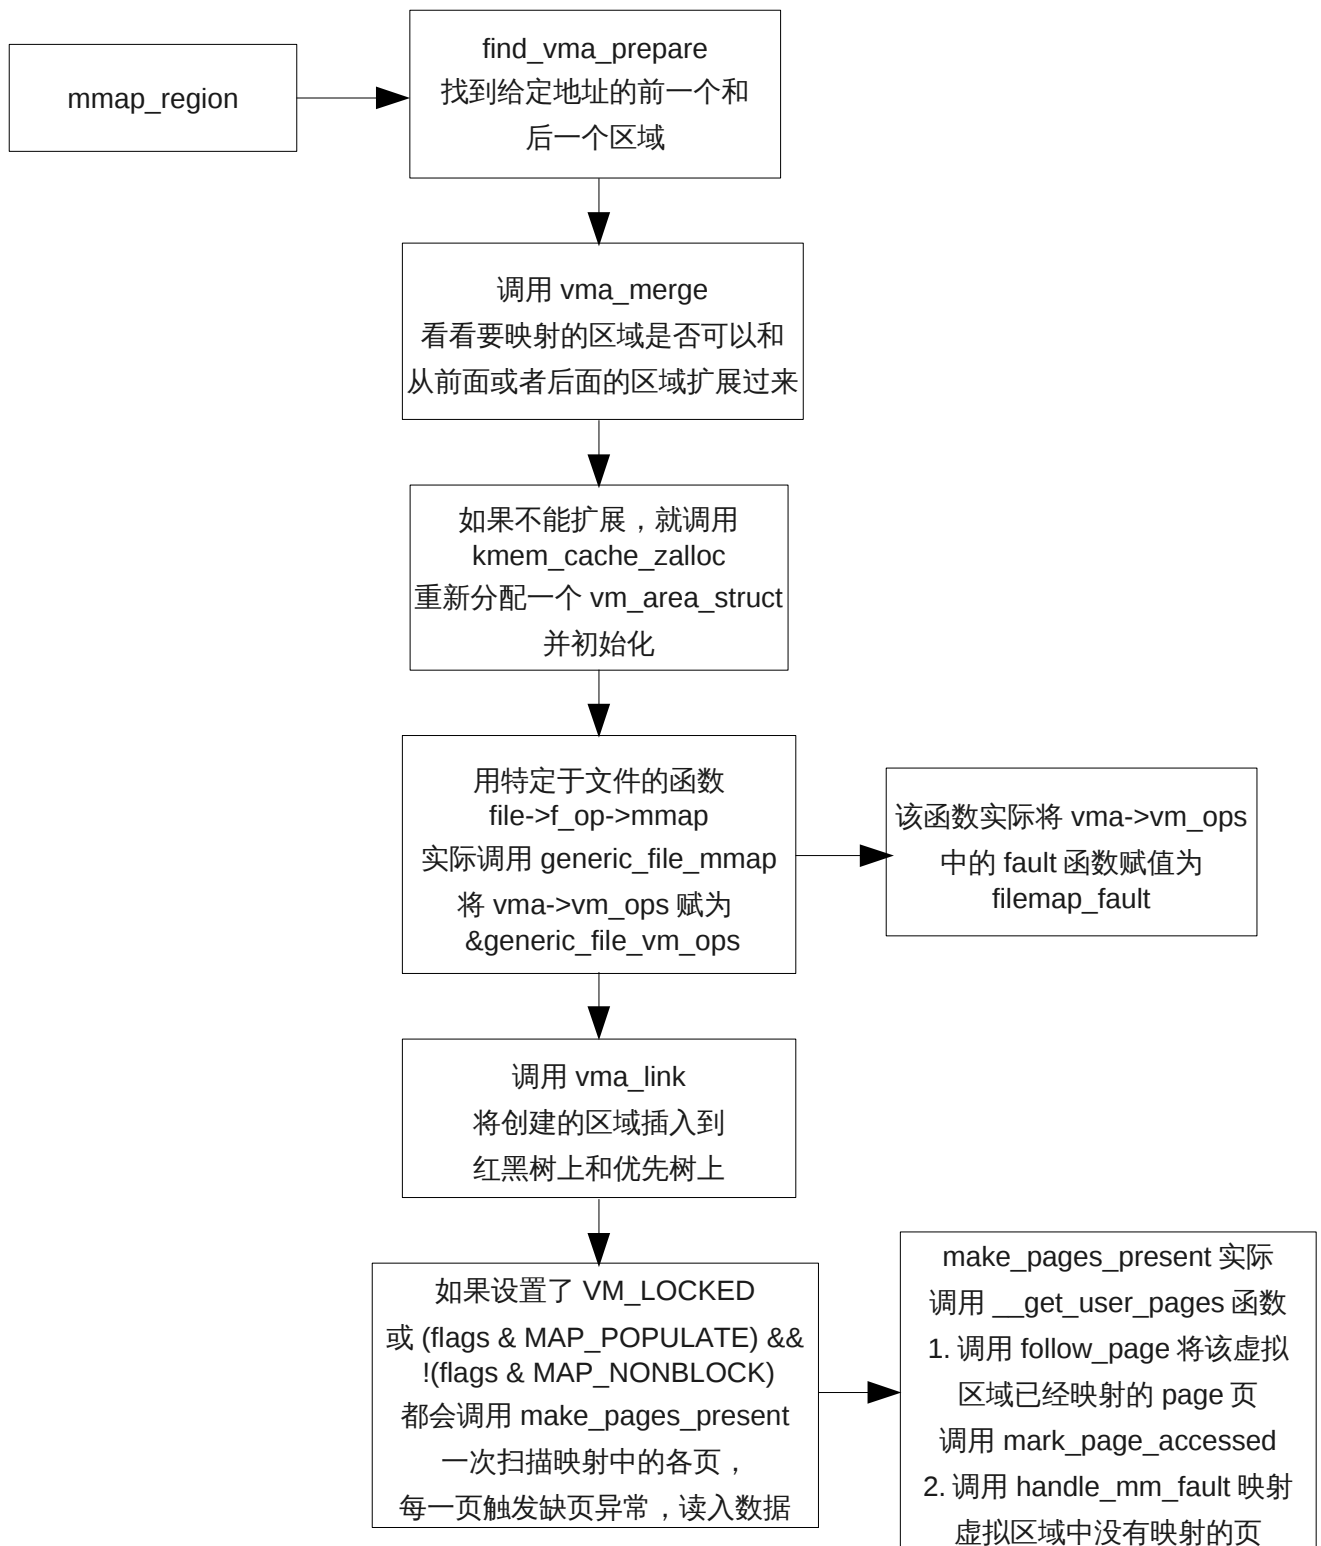 mmap_region
find_vma_prepare
找到给定地址的前一个和
后一个区域
调用 vma_merge
看看要映射的区域是否可以和
从前面或者后面的区域扩展过来
如果不能扩展，就调用
kmem_cache_zalloc
重新分配一个 vm_area_struct
并初始化
用特定于文件的函数
file->f_op->mmap
实际调用 generic_file_mmap
将 vma->vm_ops 赋为
&generic_file_vm_ops
该函数实际将 vma->vm_ops
中的 fault 函数赋值为
filemap_fault
调用 vma_link
将创建的区域插入到
红黑树上和优先树上
如果设置了 VM_LOCKED
或 (flags & MAP_POPULATE) &&
!(flags & MAP_NONBLOCK)
都会调用 make_pages_present
一次扫描映射中的各页，
每一页触发缺页异常，读入数据
make_pages_present 实际
调用 __get_user_pages 函数
1. 调用 follow_page 将该虚拟
区域已经映射的 page 页
调用 mark_page_accessed
2. 调用 handle_mm_fault 映射
虚拟区域中没有映射的页